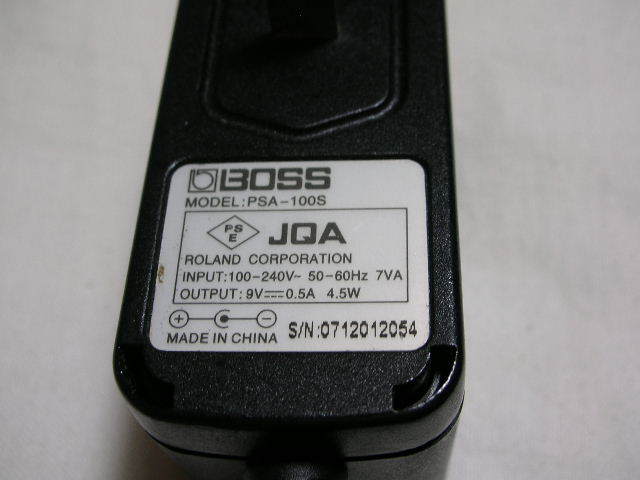 BOSS
MODEL:PSA-100S
PS
E
JQA
ROLAND CORPORATION
INPUT:100-240V~ 50-60Hz 7VA
OUTPUT:9V⎓0.5A 4.5W
MADE IN CHINA
S/N:0712012054